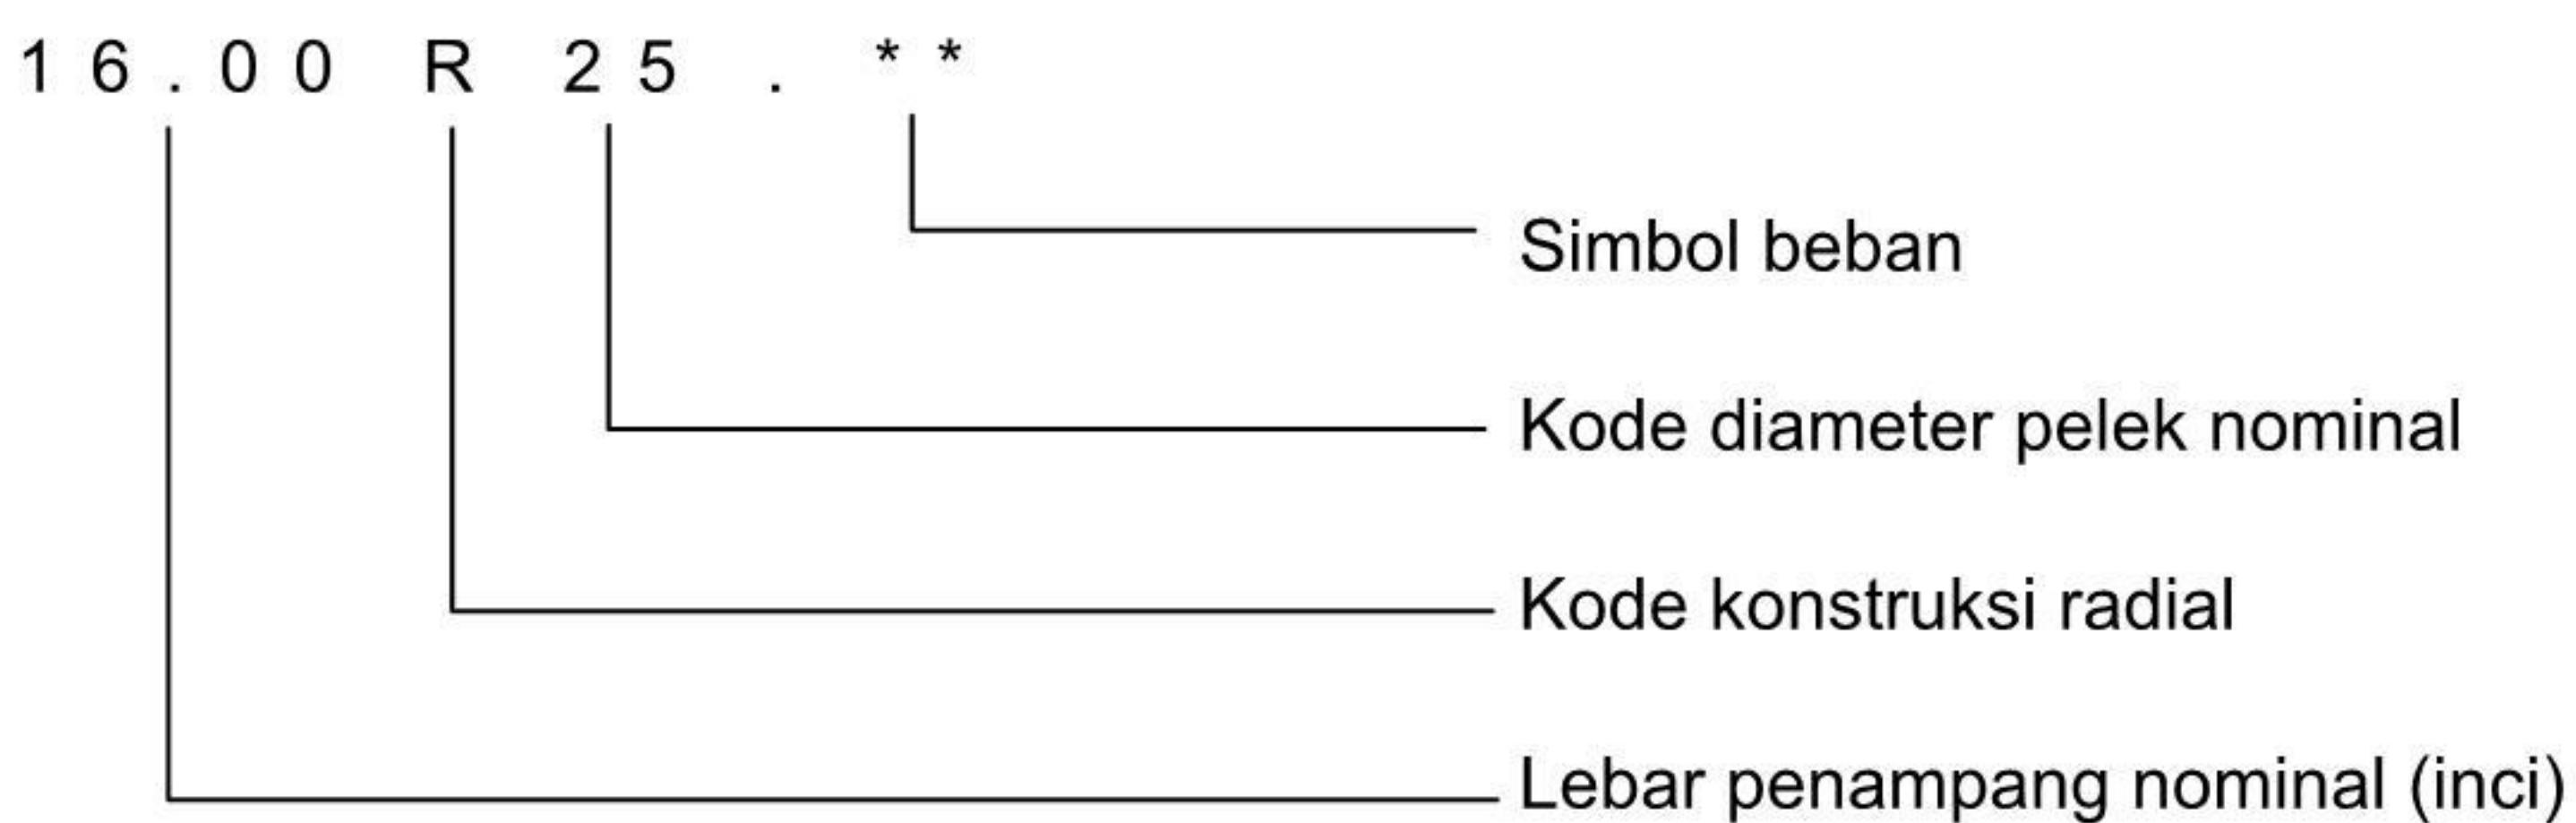 16.00 R 25 . **
Simbol beban
Kode diameter pelek nominal
Kode konstruksi radial
Lebar penampang nominal (inci)